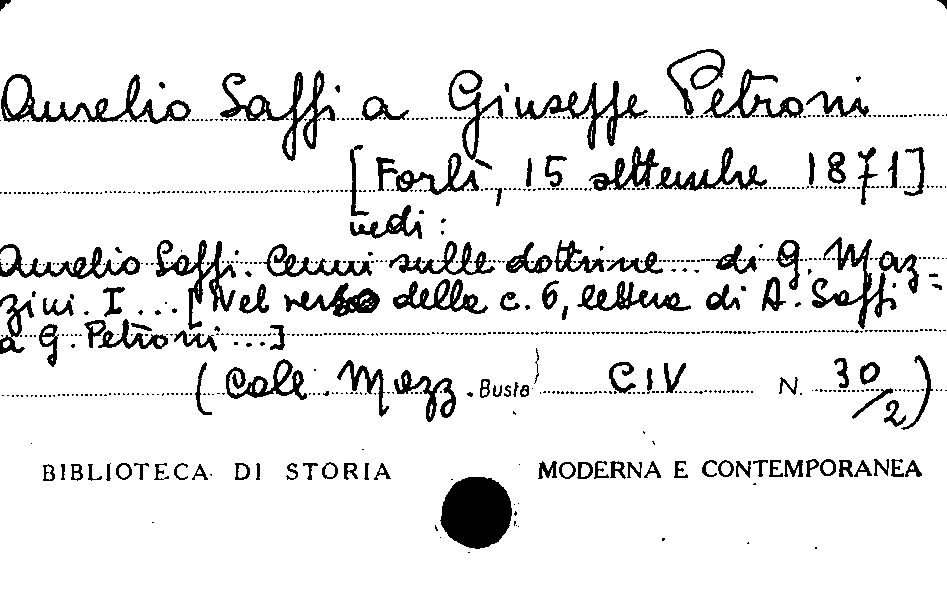 Aurelio Saffi a Giuseppe Petroni
[Forlì, 15 settembre 1871]
vedi:
Aurelio Saffi. Cenni sulle dottrine... di G. Maz-
zini. I... [Nel verso della c. 6, lettera di A. Saffi
a G. Petroni...]
(Coll. Mazz. Busta CIV N. 30/2)
BIBLIOTECA DI STORIA MODERNA E CONTEMPORANEA